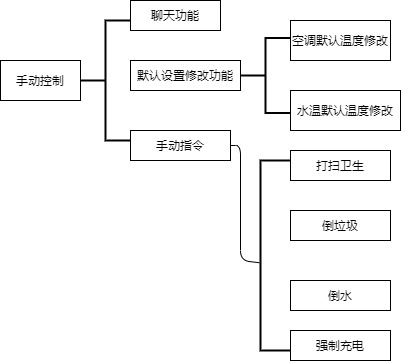 聊天功能
空调默认温度修改
手动控制
默认设置修改功能
水温默认温度修改
手动指令
打扫卫生
倒垃圾
倒水
强制充电